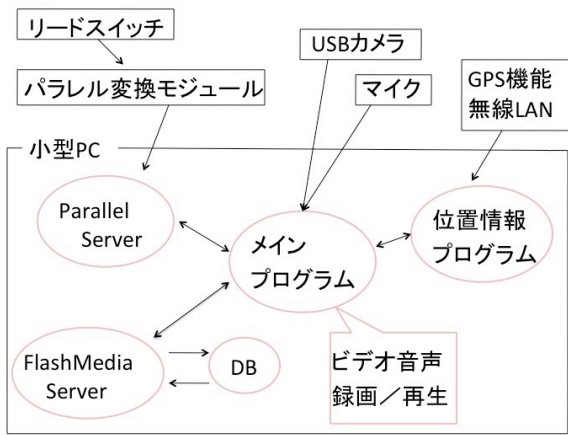 リードスイッチ
パラレル変換モジュール
USBカメラ
マイク
GPS機能
無線LAN
小型PC
Parallel
Server
メイン
プログラム
位置情報
プログラム
FlashMedia
Server
DB
ビデオ音声
録画／再生